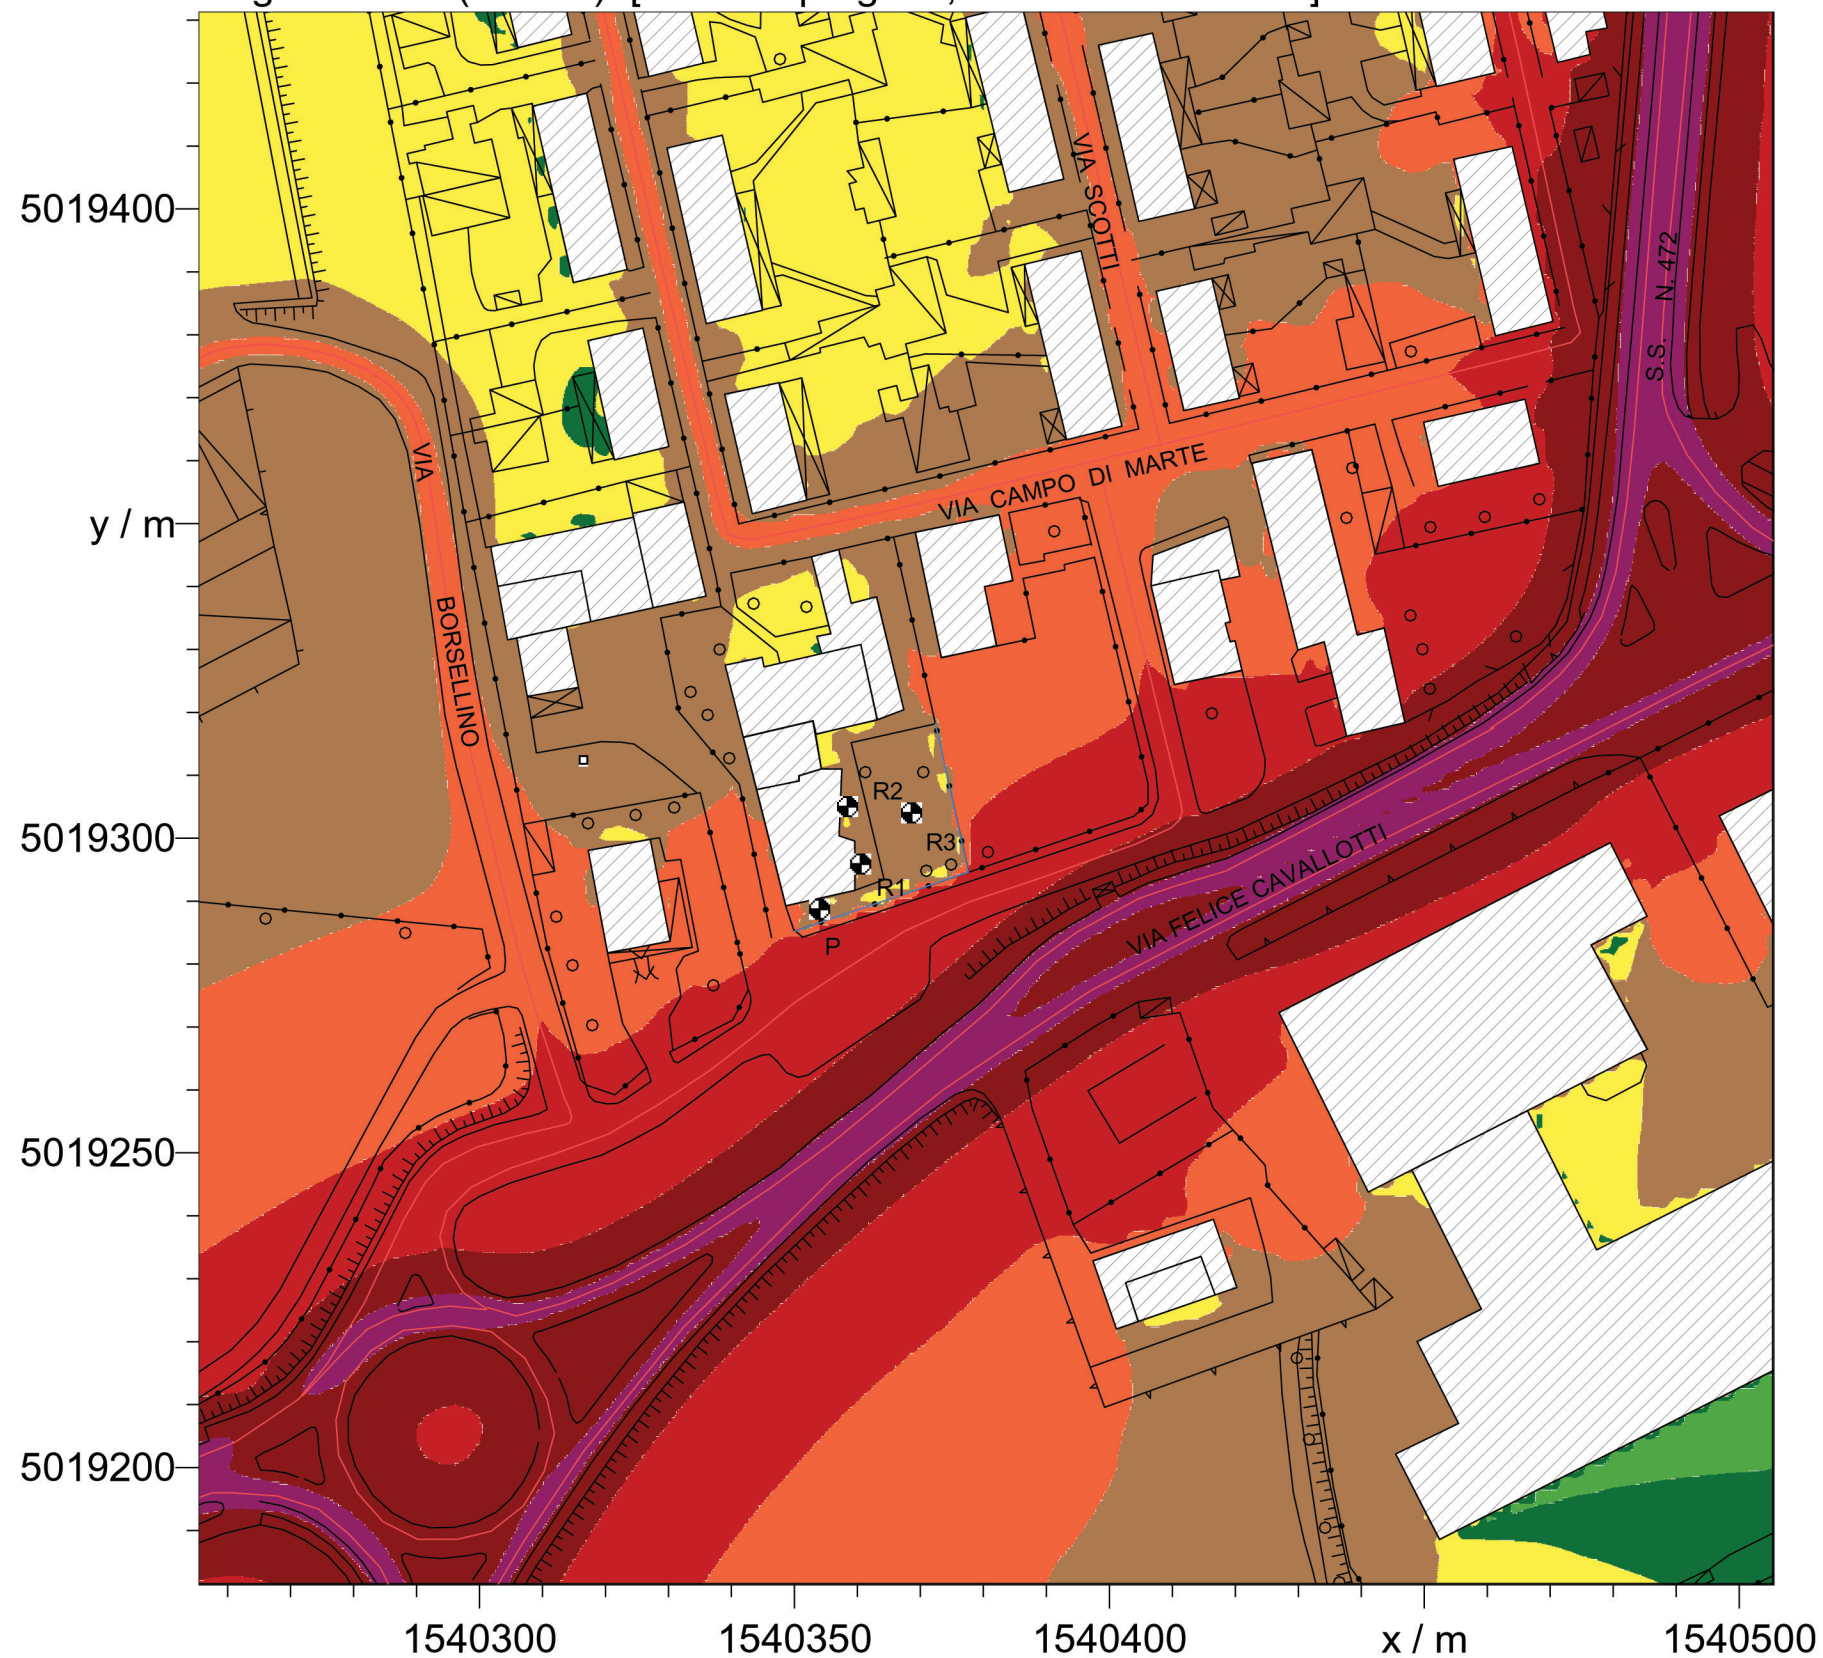 5019400
y / m
5019300
5019250
5019200
1540300
1540350
1540400
x / m
1540500
VIA SCOTTI
S.S. N. 472
VIA CAMPO DI MARTE
VIA BORSELLINO
VIA FELICE CAVALLOTTI
R2
R3
R1
P